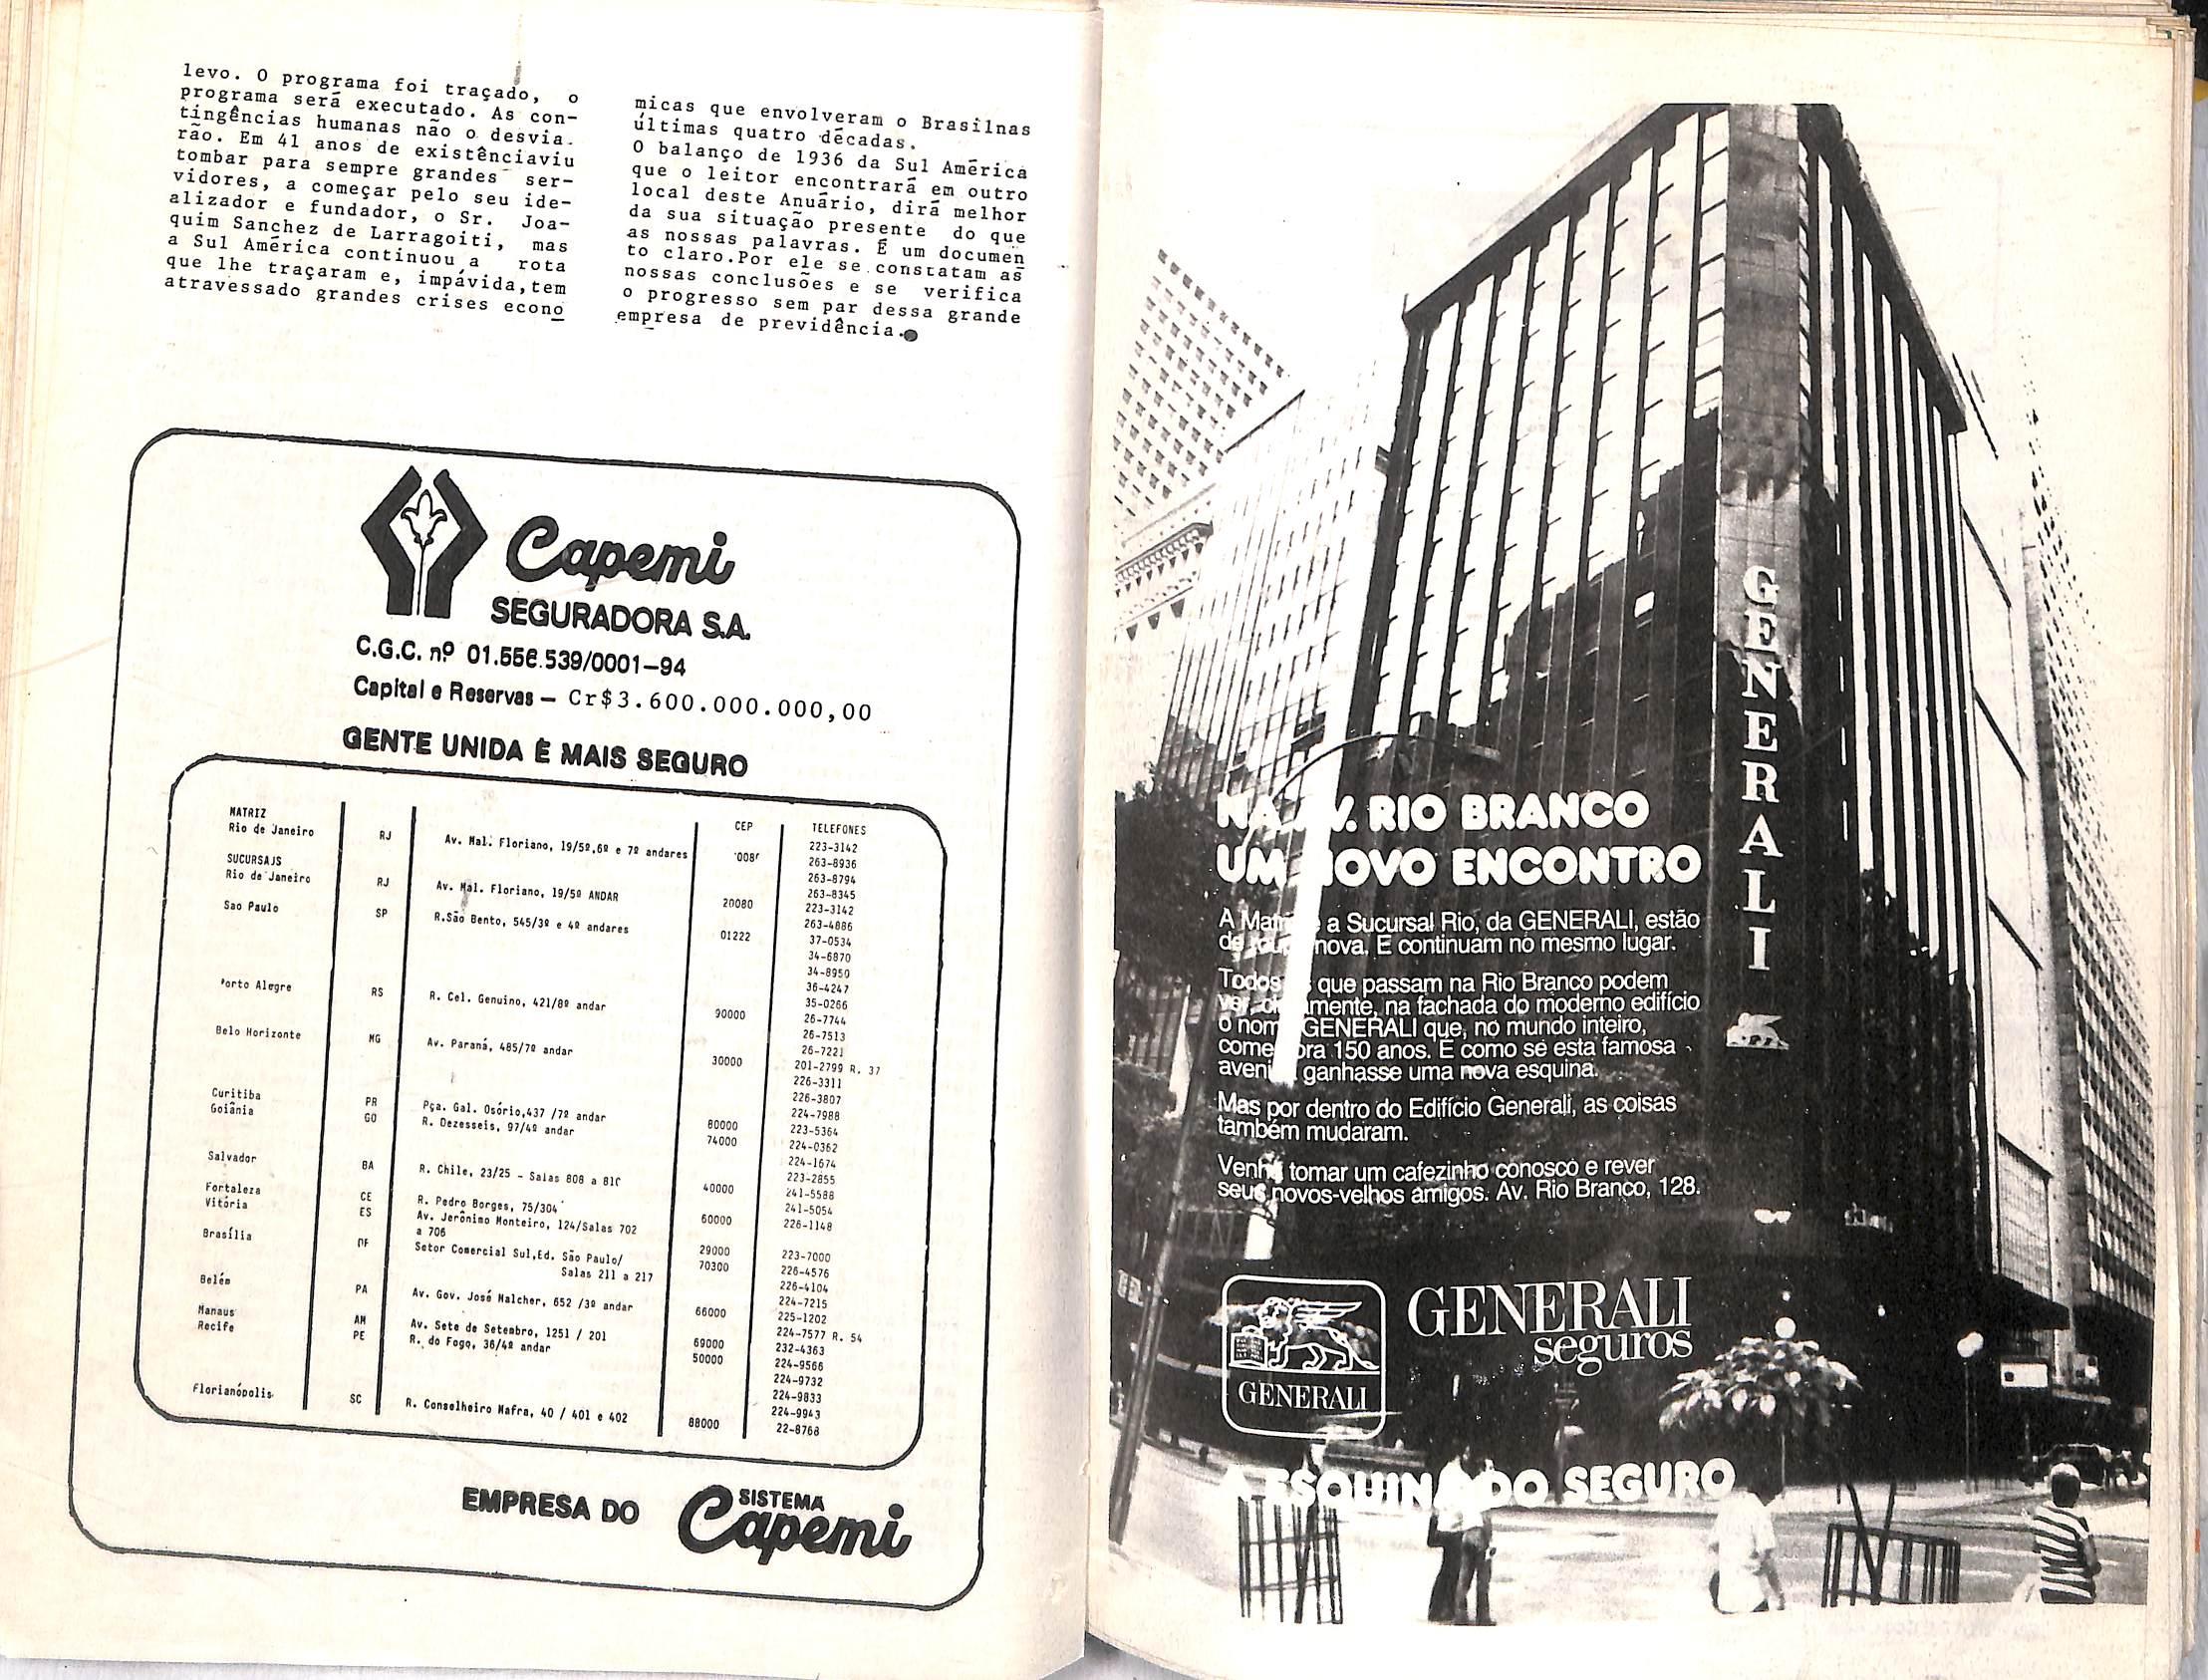 levo. O programa foi traçado, o
programa será executado. As con-
tingências humanas não o desvia-
rão. Em 41 anos de existênciaviu
tombar para sempre grandes ser-
vidores, a começar pelo seu ide-
alizador e fundador, o Sr. Joa-
quim Sanchez de Larragoiti, mas
a Sul América continuou a rota
que lhe traçaram e, impávida,tem
atravessado grandes crises econo
micas que envolveram o Brasilnas
últimas quatro décadas.
O balanço de 1936 da Sul América
que o leitor encontrará em outro
local deste Anuário, dirá melhor
da sua situação presente do que
as nossas palavras. É um documen
to claro.Por ele se constatam as
nossas conclusões e se verifica
o progresso sem par dessa grande
empresa de previdência.
Capemi
SEGURADORA S.A.
C.G.C. nº 01.556.539/0001-94
Capital e Reservas — Cr$3.600.000.000,00
GENTE UNIDA É MAIS SEGURO
CEP TELEFONES
MATRIZ
Rio de Janeiro RJ Av. Mal. Floriano, 19/5º,6º e 7º andares
223-3142
263-8936
263-8794
SUCURSAIS
Rio de Janeiro RJ Av. Mal. Floriano, 19/5º ANDAR 20080
263-8345
223-3142
263-4886
Sao Paulo SP R.São Bento, 545/3º e 4º andares 01222
37-0534
34-6870
34-8950
36-4247
35-0266
Porto Alegre RS R. Cel. Genuino, 421/8º andar 90000
26-7744
26-7513
26-7221
Belo Horizonte MG Av. Paraná, 485/7º andar 30000
201-2799 R. 37
226-3311
226-3807
224-7988
Curitiba PR Pça. Gal. Osório,437 /7º andar 80000
223-5364
Goiânia GO R. Dezesseis, 97/4º andar 74000
224-0362
224-1674
223-2855
Salvador BA R. Chile, 23/25 - Salas 808 a 810 40000
241-5588
241-5054
Fortaleza CE R. Pedro Borges, 75/304 60000
226-1148
Vitória ES Av. Jerônimo Monteiro, 124/Salas 702
a 706 29000
223-7000
Brasília DF Setor Comercial Sul,Ed. São Paulo/
Salas 211 a 217 70300
226-4576
226-4104
224-7215
Belém PA Av. Gov. José Malcher, 652 /3º andar 66000
225-1202
224-7577 R. 54
Manaus AM Av. Sete de Setembro, 1251 / 201 69000
232-4363
Recife PE R. do Fogo, 36/4º andar 50000
224-9566
224-9732
224-9833
224-9943
Florianópolis SC R. Conselheiro Mafra, 40 / 401 e 402 88000
22-8768
EMPRESA DO SISTEMA
Capemi
GENERALI
NA AV. RIO BRANCO
UM NOVO ENCONTRO
A Matriz e a Sucursal Rio, da GENERALI, estão
de roupa nova. E continuam no mesmo lugar.
Todos os que passam na Rio Branco podem
ver, claramente, na fachada do moderno edifício
o nome GENERALI que, no mundo inteiro,
comemora 150 anos. É como se esta famosa
avenida ganhasse uma nova esquina.
Mas por dentro do Edifício Generali, as coisas
também mudaram.
Venha tomar um cafezinho conosco e rever
seus novos-velhos amigos. Av. Rio Branco, 128.
GENERALI
GENERALI
seguros
A ESQUINA DO SEGURO